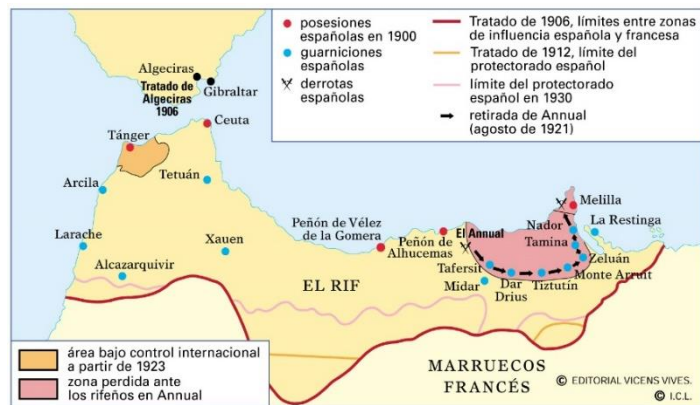 posesiones
españolas en 1900
guarniciones
españolas
derrotas
españolas
Tratado de 1906, límites entre zonas
de influencia española y francesa
Tratado de 1912, límite del
protectorado español
límite del protectorado
español en 1930
retirada de Annual
(agosto de 1921)
Algeciras
Tratado de
Algeciras
1906
Gibraltar
Ceuta
Tánger
Tetuán
Arcila
Larache
Xauen
Alcazarquivir
Peñón de Vélez
de la Gomera
Peñón de
Alhucemas
El Annual
Melilla
Nador
La Restinga
Tamina
Zeluán
Tafersit
Monte Arruit
Midar
Dar
Drius
Tiztutín
EL RIF
MARRUECOS
FRANCÉS
área bajo control internacional
a partir de 1923
zona perdida ante
los rifeños en Annual
© EDITORIAL VICENS VIVES.
© I.C.L.